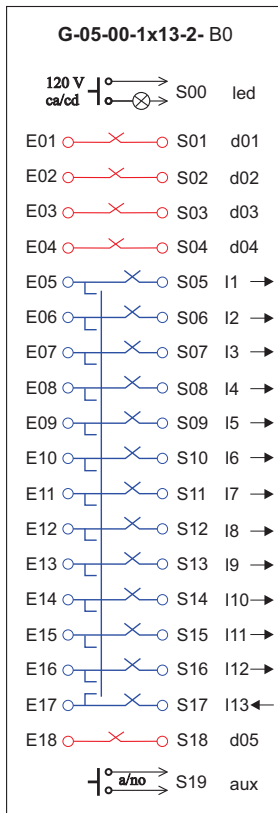 G-05-00-1x13-2- B0
120 V
ca/cd
S00 led
E01 S01 d01
E02 S02 d02
E03 S03 d03
E04 S04 d04
E05 S05 I1
E06 S06 I2
E07 S07 I3
E08 S08 I4
E09 S09 I5
E10 S10 I6
E11 S11 I7
E12 S12 I8
E13 S13 I9
E14 S14 I10
E15 S15 I11
E16 S16 I12
E17 S17 I13
E18 S18 d05
a/no S19 aux